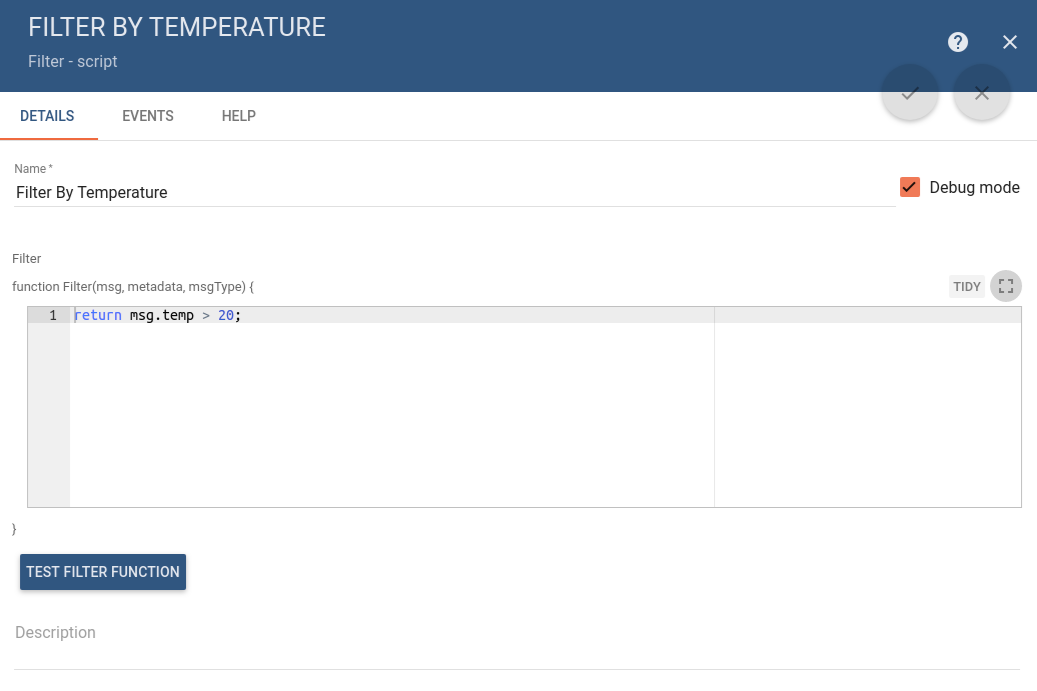 FILTER BY TEMPERATURE
Filter - script
?
DETAILS EVENTS HELP
Name *
Filter By Temperature
Debug mode
Filter
function Filter(msg, metadata, msgType) {
TIDY
1 return msg.temp > 20;
}
TEST FILTER FUNCTION
Description